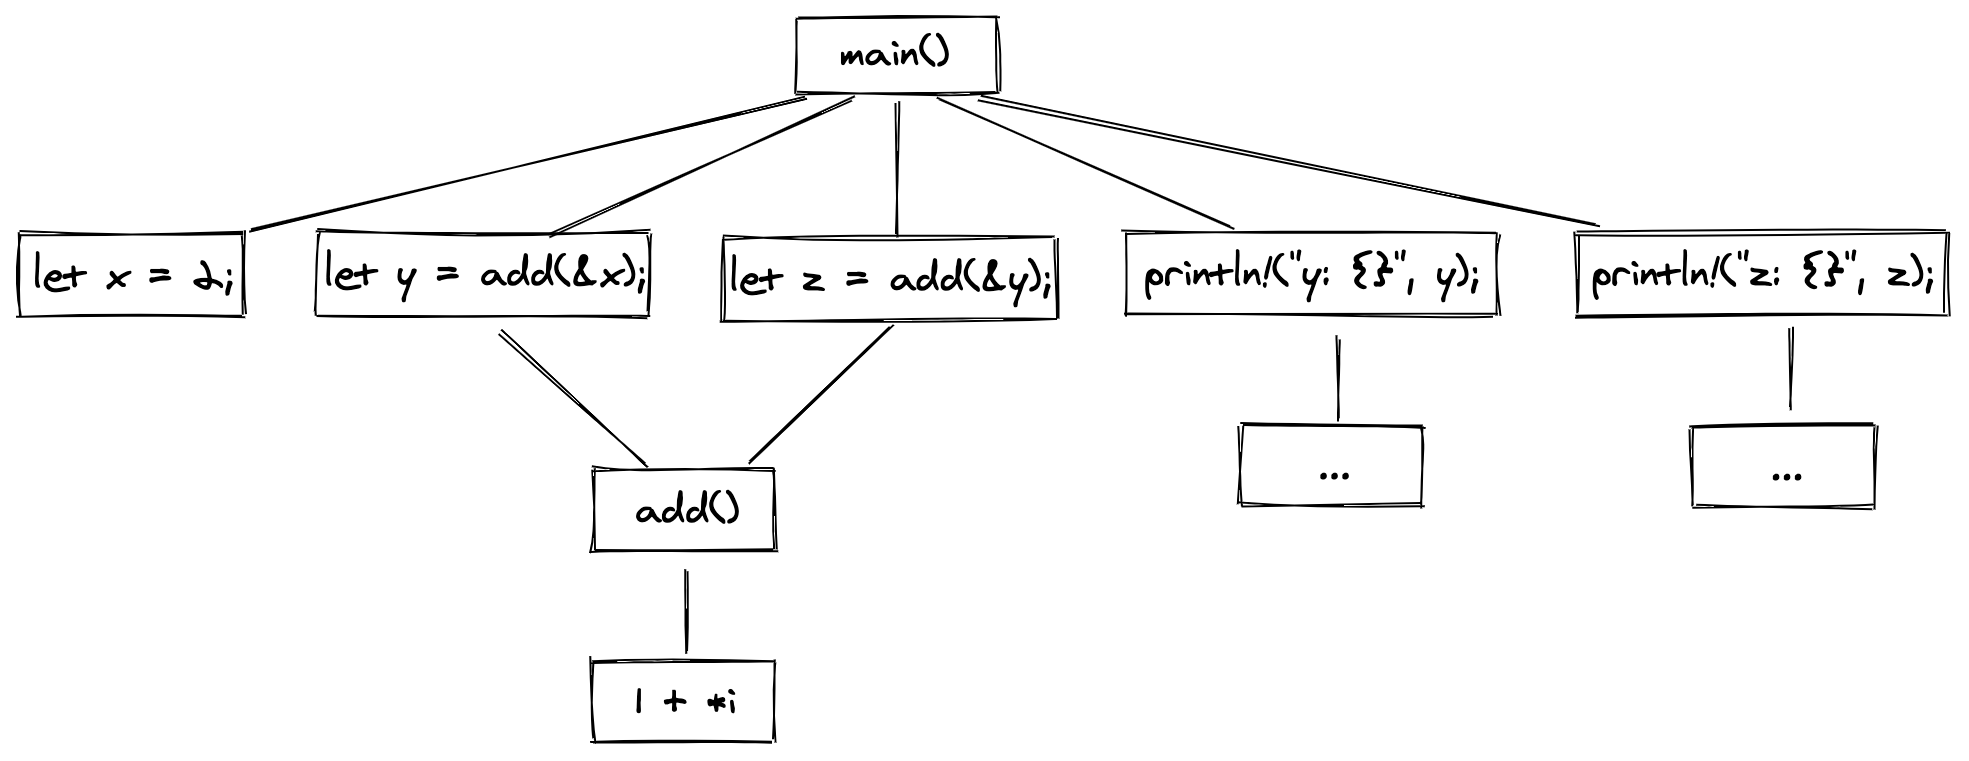 main()
let x = 2;
let y = add(&x);
let z = add(&y);
println!("y: {}", y);
println!("z: {}", z);
...
...
add()
1 + *i